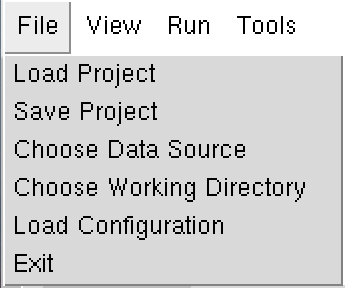 File View Run Tools
Load Project
Save Project
Choose Data Source
Choose Working Directory
Load Configuration
Exit